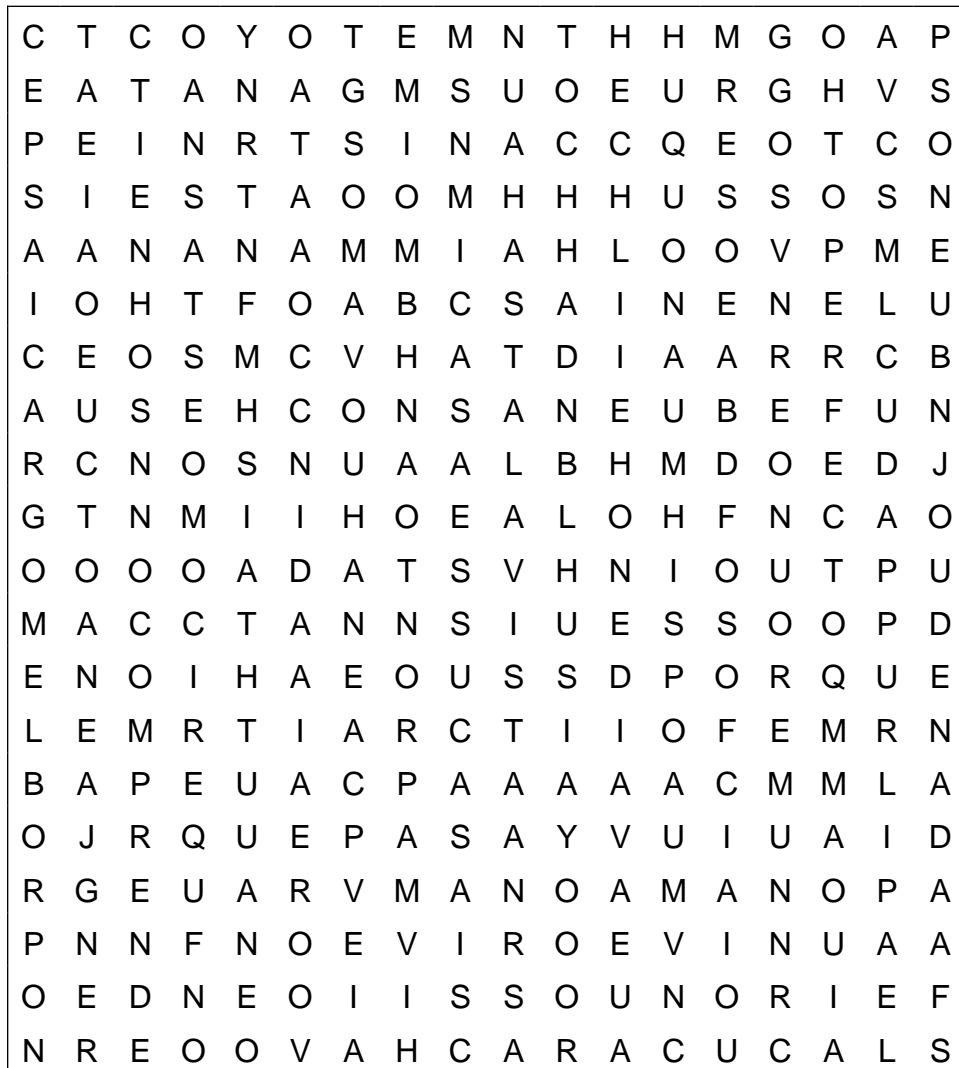 C T C O Y O T E M N T H H M G O A P
E A T A N A G M S U O E U R G H V S
P E I N R T S I N A C C Q E O T C O
S I E S T A O O M H H H U S S O S N
A A N A N A M M I A H L O O V P M E
I O H T F O A B C S A I N E N E L U
C E O S M C V H A T D I A A R R C B
A U S E H C O N S A N E U B E F U N
R C N O S N U A A L B H M D O E D J
G T N M I I H O E A L O H F N C A O
O O O O A D A T S V H N I O U T P U
M A C C T A N N S I U E S S O O P D
E N O I H A E O U S S D P O R Q U E
L E M R T I A R C T I I O F E M R N
B A P E U A C P A A A A A C M M L A
O J R Q U E P A S A Y V U I U A I D
R G E U A R V M A N O A M A N O P A
P N N F N O E V I R O E V I N U A A
O E D N E O I I S S O U N O R I E F
N R E O O V A H C A R A C U C A L S